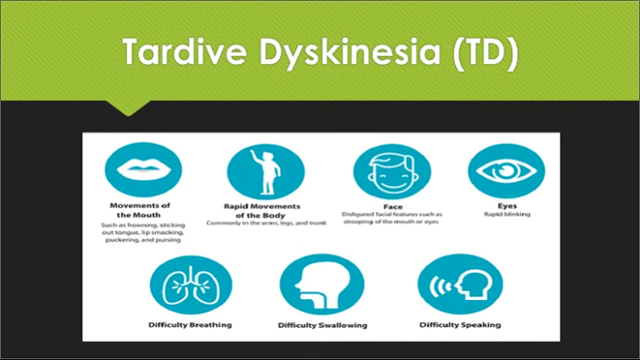 Tardive Dyskinesia (TD)
Movements of
the Mouth
Such as frowning, sticking
out tongue, lip smacking,
puckering, and pursing
Rapid Movements
of the Body
Commonly in the arms, legs, and trunk
Face
Disfigured facial features such as
drooping of the mouth or eyes
Eyes
Rapid blinking
Difficulty Breathing
Difficulty Swallowing
Difficulty Speaking